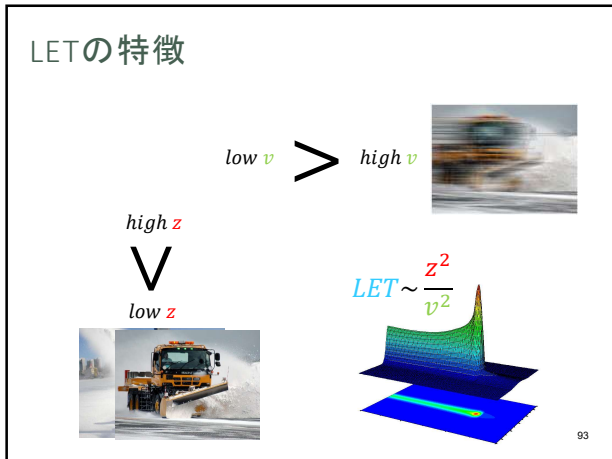 LETの特徴
low v > high v
high z
V
low z
LET~ z²/v²
93